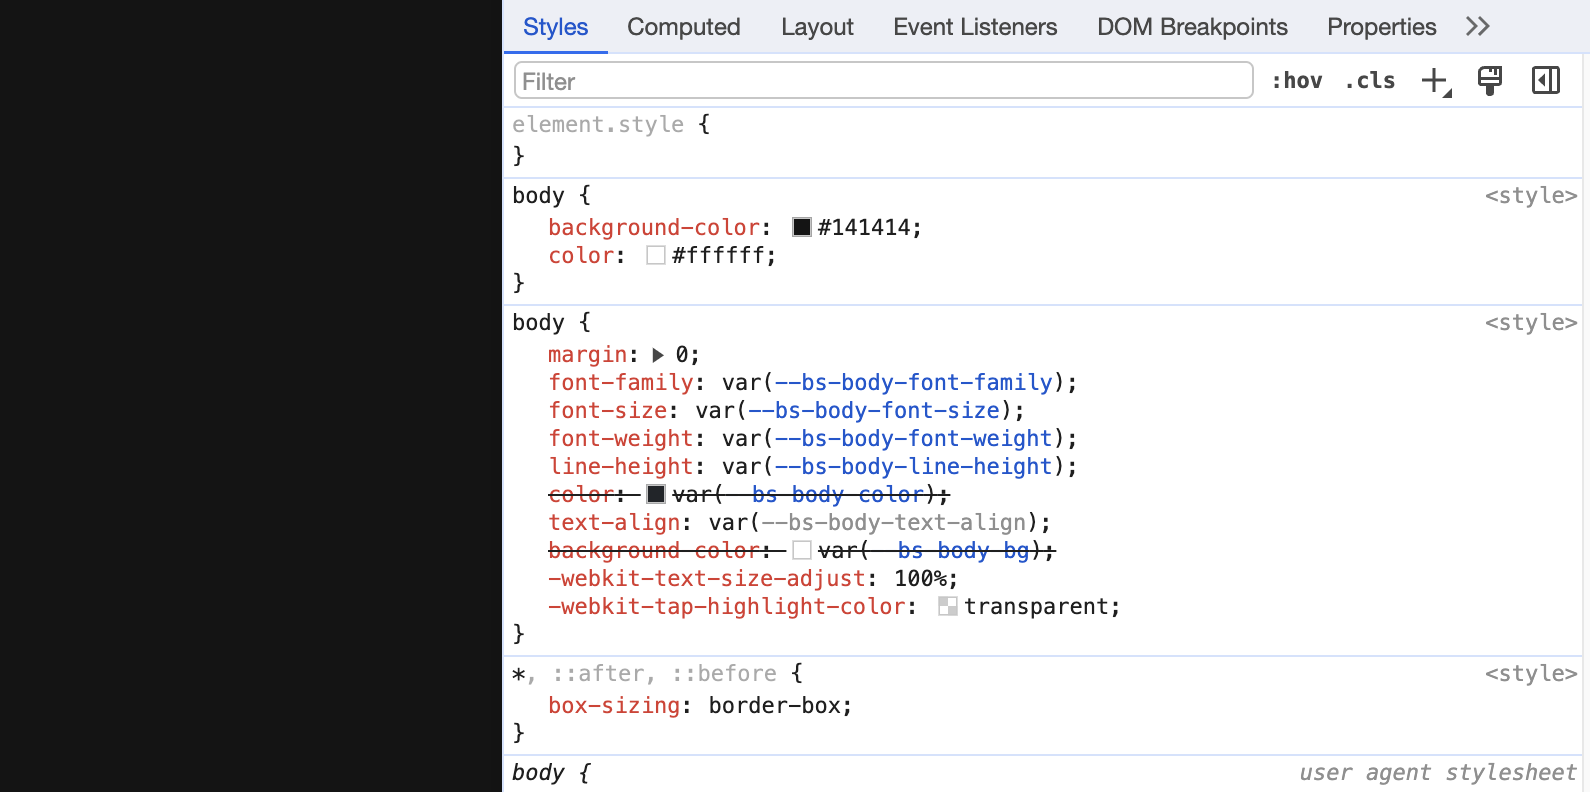 Styles Computed Layout Event Listeners DOM Breakpoints Properties
Filter :hov .cls
element.style {
}
body { <style>
background-color: #141414;
color: #ffffff;
}
body { <style>
margin: 0;
font-family: var(--bs-body-font-family);
font-size: var(--bs-body-font-size);
font-weight: var(--bs-body-font-weight);
line-height: var(--bs-body-line-height);
color: var(--bs-body-color);
text-align: var(--bs-body-text-align);
background-color: var(--bs-body-bg);
-webkit-text-size-adjust: 100%;
-webkit-tap-highlight-color: transparent;
}
*, ::after, ::before { <style>
box-sizing: border-box;
}
body { user agent stylesheet